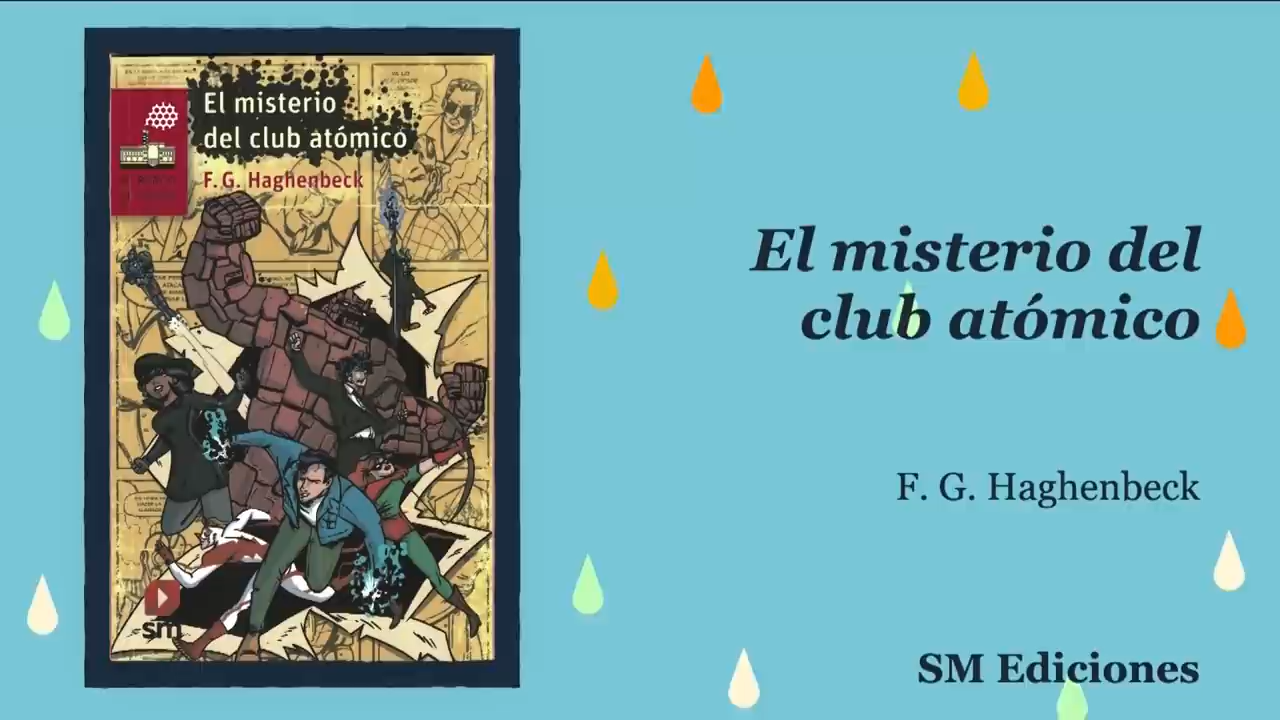 El misterio
del club atómico
F. G. Haghenbeck
sm
El misterio del
club atómico
F. G. Haghenbeck
SM Ediciones